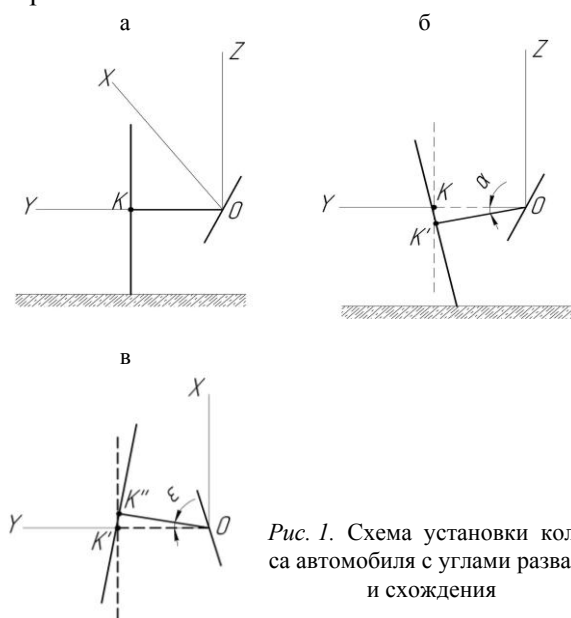 а
б
Z
X
Y
K
O
Z
Y
K
α
O
K'
в
X
Y
K''
ε
K'
O
Рис. 1. Схема установки кол
са автомобиля с углами разва
и схождения